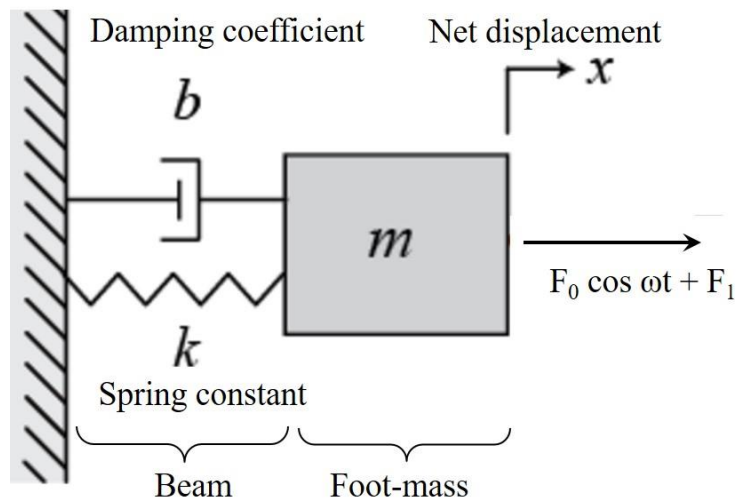 Damping coefficient
Net displacement
x
b
m
F₀ cos ωt + F₁
k
Spring constant
Beam
Foot-mass